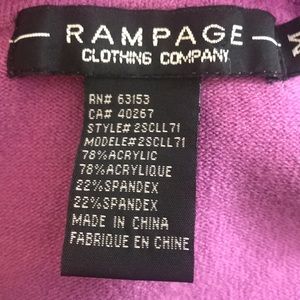 RAMPAGE
CLOTHING COMPANY
M
RN# 63153
CA# 40267
STYLE# 2SCLL71
MODELE# 2SCLL71
78% ACRYLIC
78% ACRYLIQUE
22% SPANDEX
22% SPANDEX
MADE IN CHINA
FABRIQUE EN CHINE